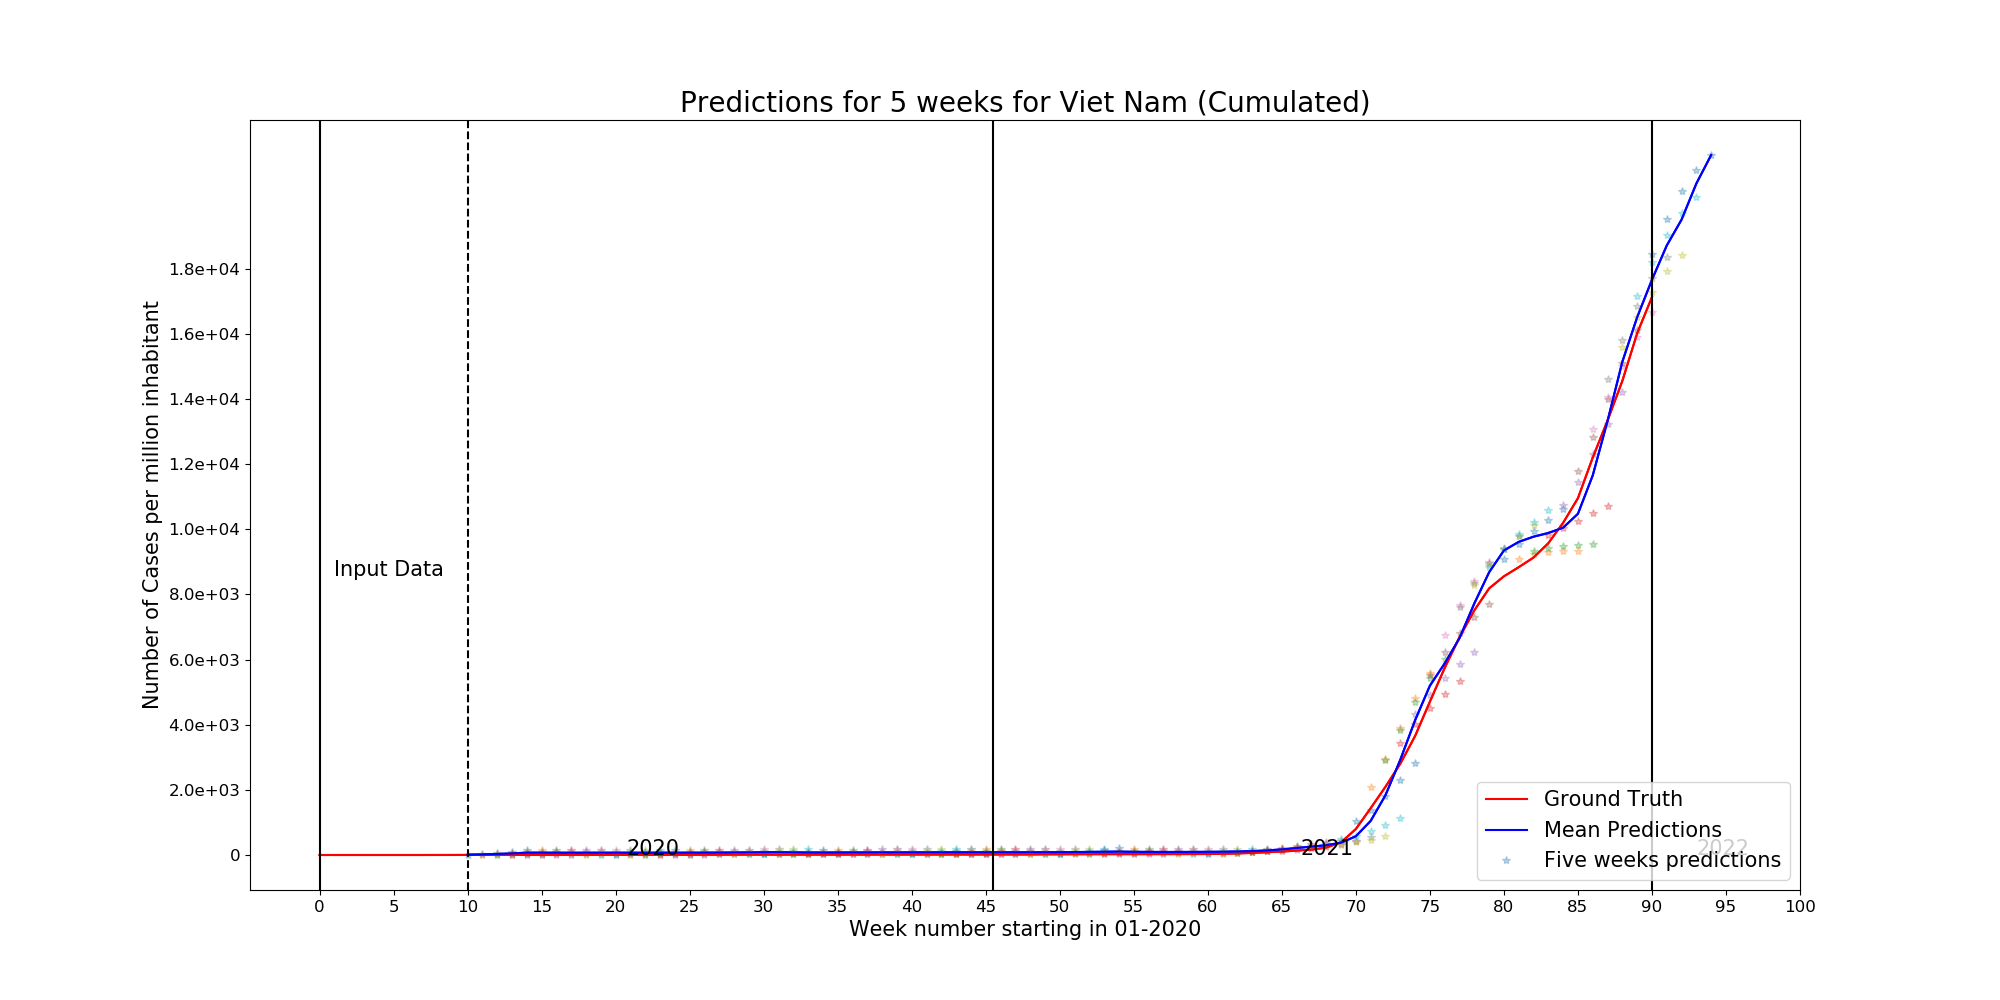 Predictions for 5 weeks for Viet Nam (Cumulated)
Number of Cases per million inhabitant
1.8e+04
1.6e+04
1.4e+04
1.2e+04
1.0e+04
8.0e+03
6.0e+03
4.0e+03
2.0e+03
0
Input Data
2020
2021
2022
Ground Truth
Mean Predictions
Five weeks predictions
0 5 10 15 20 25 30 35 40 45 50 55 60 65 70 75 80 85 90 95 100
Week number starting in 01-2020